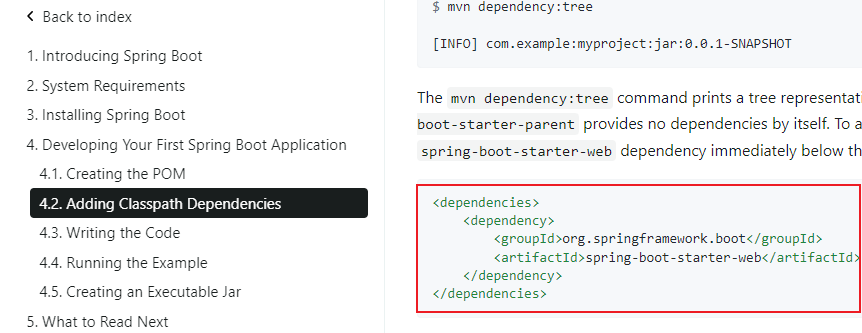 Back to index
1. Introducing Spring Boot
2. System Requirements
3. Installing Spring Boot
4. Developing Your First Spring Boot Application
4.1. Creating the POM
4.2. Adding Classpath Dependencies
4.3. Writing the Code
4.4. Running the Example
4.5. Creating an Executable Jar
5. What to Read Next
$ mvn dependency:tree
[INFO] com.example:myproject:jar:0.0.1-SNAPSHOT
The mvn dependency:tree command prints a tree representati
boot-starter-parent provides no dependencies by itself. To a
spring-boot-starter-web dependency immediately below th
<dependencies>
<dependency>
<groupId>org.springframework.boot</groupId>
<artifactId>spring-boot-starter-web</artifactId>
</dependency>
</dependencies>